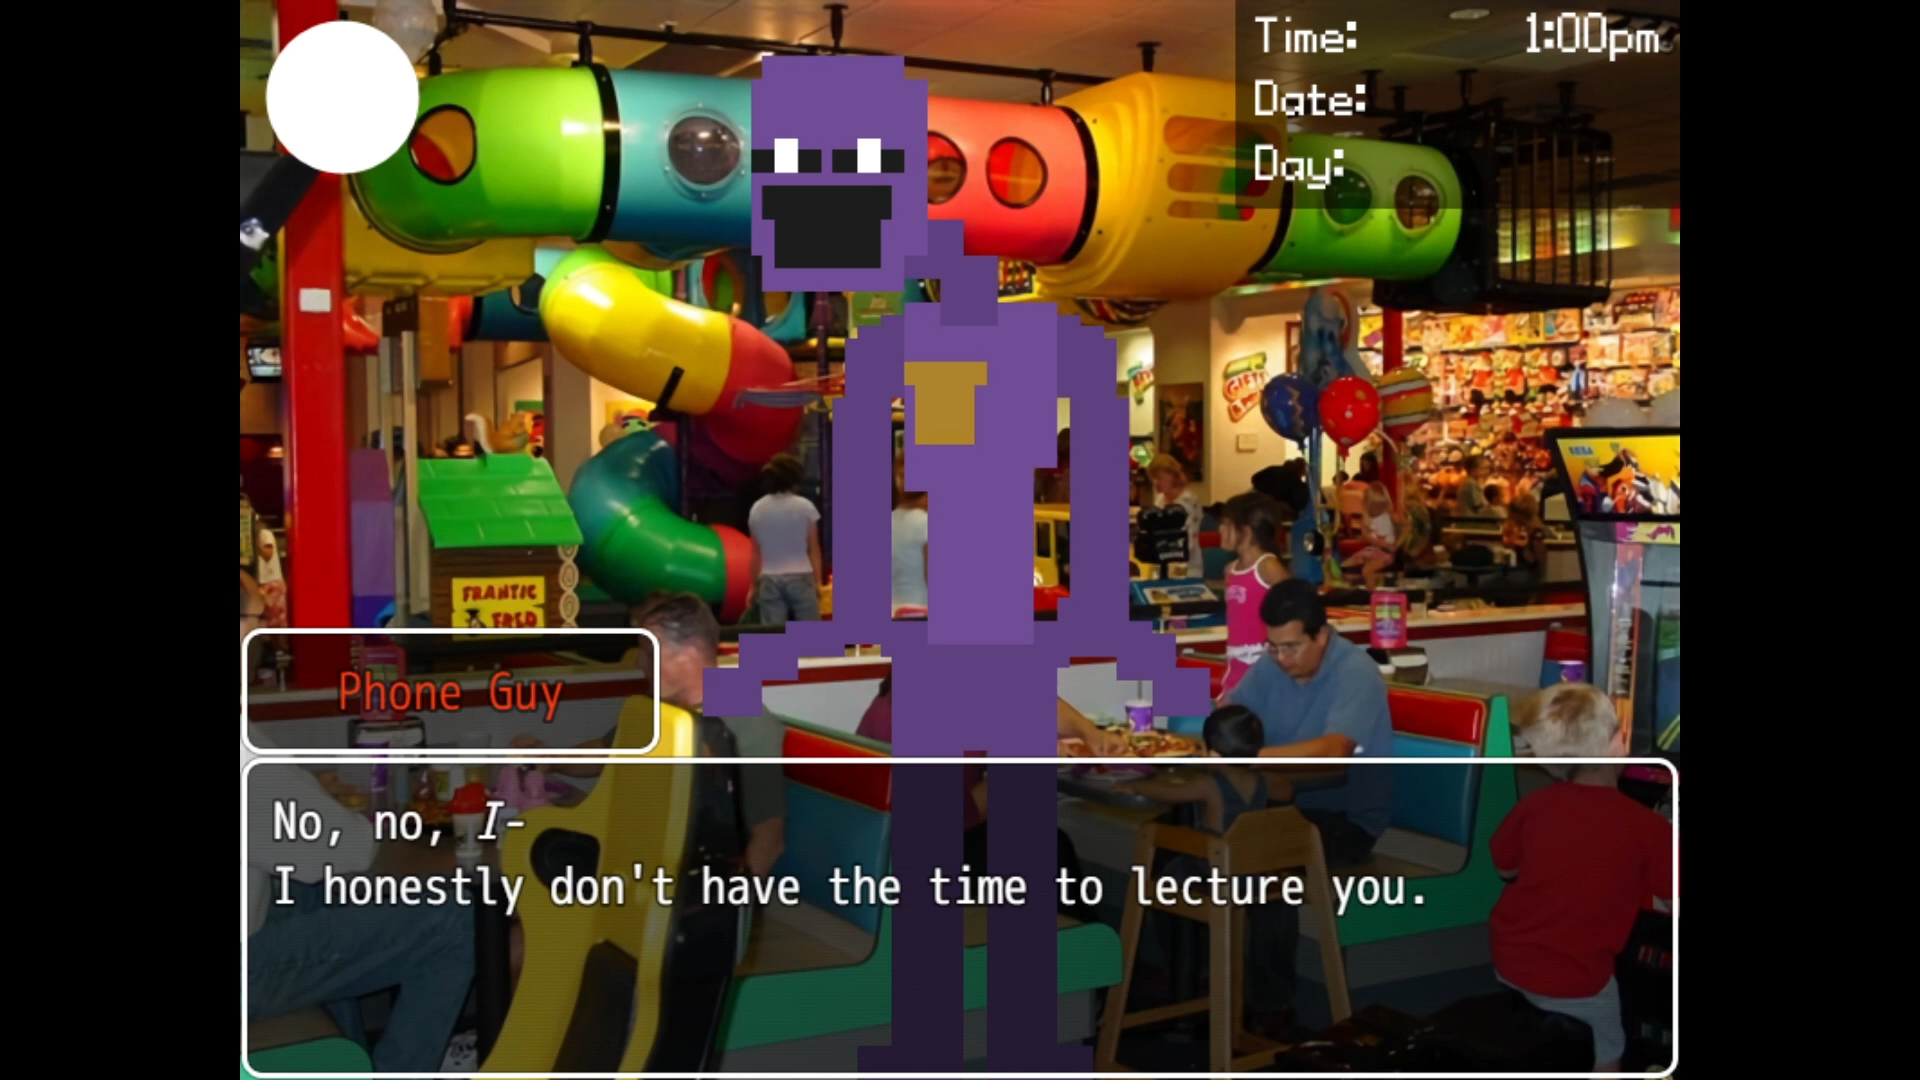 Time: 1:00pm
Date:
Day:
SEGA
FRANTIC
FRED
Phone Guy
No, no, I-
I honestly don't have the time to lecture you.